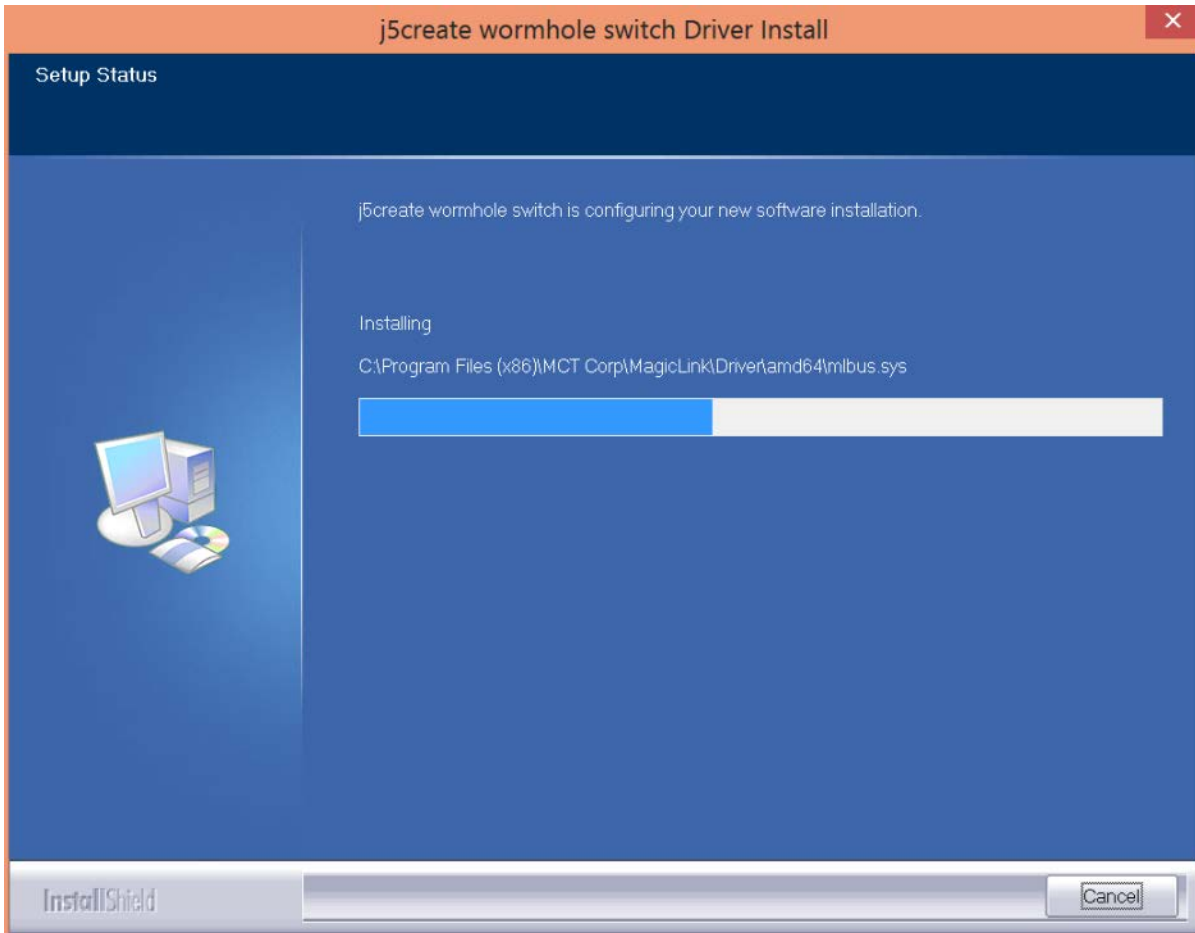 j5create wormhole switch Driver Install
Setup Status
j5create wormhole switch is configuring your new software installation.
Installing
C:\Program Files (x86)\MCT Corp\MagicLink\Driver\amd64\mlbus.sys
InstallShield
Cancel